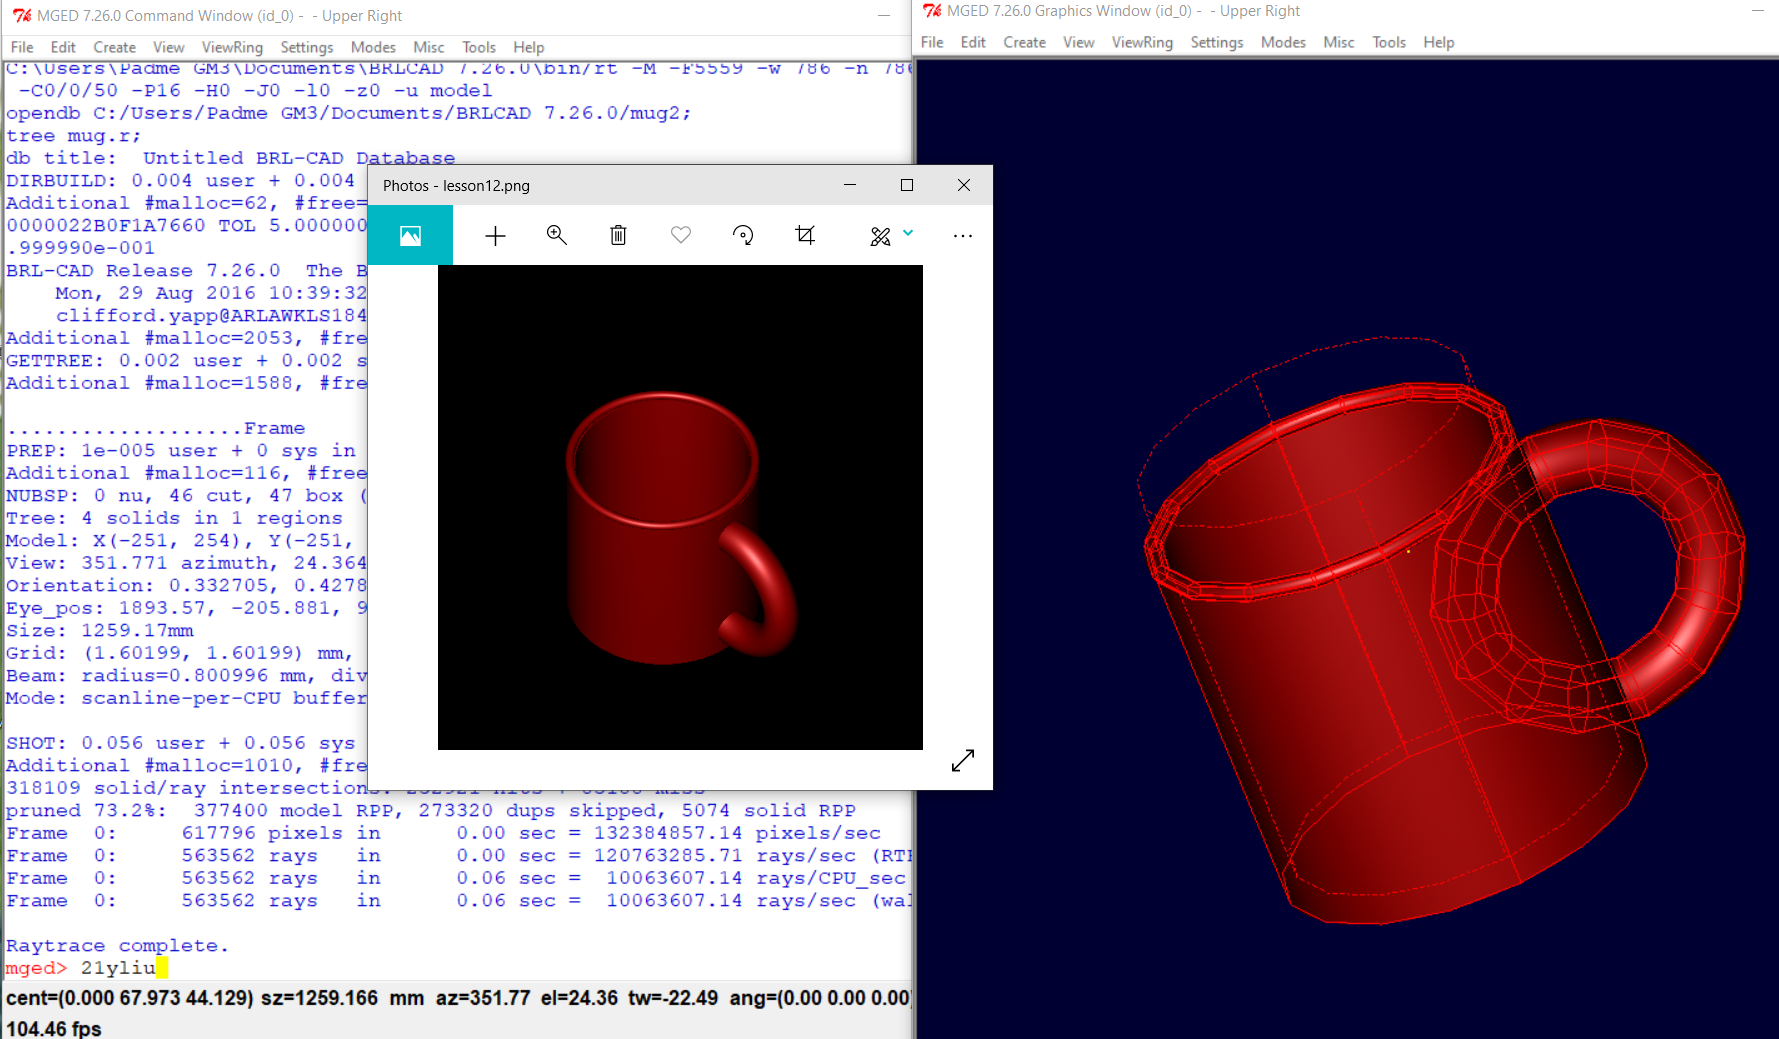 MGED 7.26.0 Command Window (id_0) - - Upper Right
File Edit Create View ViewRing Settings Modes Misc Tools Help
C:\Users\Padme GM3\Documents\BRLCAD 7.26.0\bin/rt -M -F5559 -w 786 -n 786
-C0/0/50 -P16 -H0 -J0 -l0 -z0 -u model
opendb C:/Users/Padme GM3/Documents/BRLCAD 7.26.0/mug2;
tree mug.r;
db title: Untitled BRL-CAD Database
DIRBUILD: 0.004 user + 0.004
Additional #malloc=62, #free=
0000022B0F1A7660 TOL 5.000000
.999990e-001
BRL-CAD Release 7.26.0 The B
Mon, 29 Aug 2016 10:39:32
clifford.yapp@ARLAWKLS184
Additional #malloc=2053, #fre
GETTREE: 0.002 user + 0.002 s
Additional #malloc=1588, #fre
...................Frame
PREP: 1e-005 user + 0 sys in
Additional #malloc=116, #free
NUBSP: 0 nu, 46 cut, 47 box (
Tree: 4 solids in 1 regions
Model: X(-251, 254), Y(-251,
View: 351.771 azimuth, 24.364
Orientation: 0.332705, 0.4278
Eye_pos: 1893.57, -205.881, 9
Size: 1259.17mm
Grid: (1.60199, 1.60199) mm,
Beam: radius=0.800996 mm, div
Mode: scanline-per-CPU buffer
SHOT: 0.056 user + 0.056 sys
Additional #malloc=1010, #fre
318109 solid/ray intersections:
pruned 73.2%: 377400 model RPP, 273320 dups skipped, 5074 solid RPP
Frame 0: 617796 pixels in 0.00 sec = 132384857.14 pixels/sec
Frame 0: 563562 rays in 0.00 sec = 120763285.71 rays/sec (RTF
Frame 0: 563562 rays in 0.06 sec = 10063607.14 rays/CPU_sec
Frame 0: 563562 rays in 0.06 sec = 10063607.14 rays/sec (wal
Raytrace complete.
mged> 21yliu
cent=(0.000 67.973 44.129) sz=1259.166 mm az=351.77 el=24.36 tw=-22.49 ang=(0.00 0.00 0.00)
104.46 fps
Photos - lesson12.png
MGED 7.26.0 Graphics Window (id_0) - - Upper Right
File Edit Create View ViewRing Settings Modes Misc Tools Help